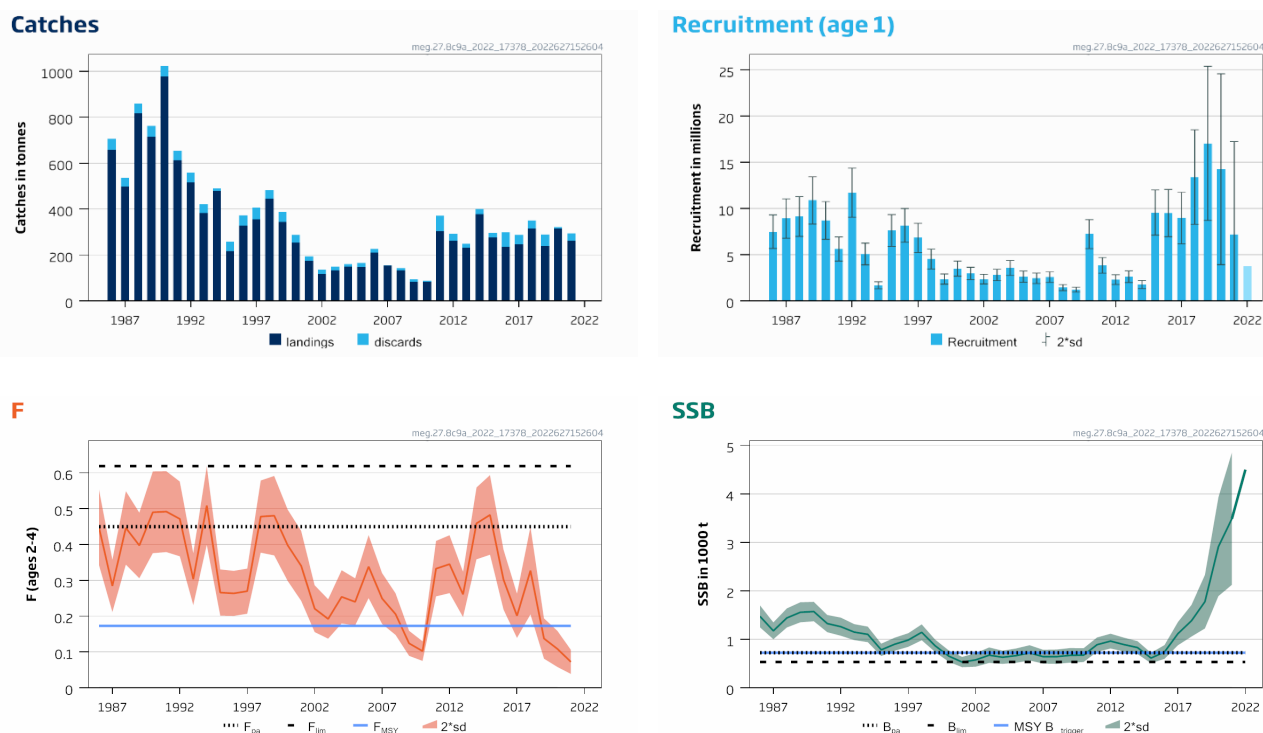 Catches
meg.27.8c9a_2022_17378_2022627152604
Catches in tonnes
1000
800
600
400
200
0
1987 1992 1997 2002 2007 2012 2017 2022
landings discards
Recruitment (age 1)
meg.27.8c9a_2022_17378_2022627152604
Recruitment in millions
25
20
15
10
5
0
1987 1992 1997 2002 2007 2012 2017 2022
Recruitment 2*sd
F
meg.27.8c9a_2022_17378_2022627152604
F (ages 2-4)
0.6
0.5
0.4
0.3
0.2
0.1
0
1987 1992 1997 2002 2007 2012 2017 2022
Fpa Flim FMSY 2*sd
SSB
meg.27.8c9a_2022_17378_2022627152604
SSB in 1000 t
5
4
3
2
1
0
1987 1992 1997 2002 2007 2012 2017 2022
Bpa Blim MSY B trigger 2*sd